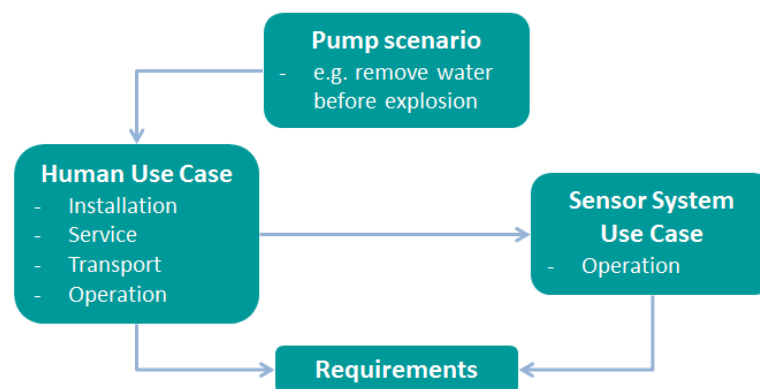 Pump scenario
- e.g. remove water
before explosion
Human Use Case
- Installation
- Service
- Transport
- Operation
Sensor System
Use Case
- Operation
Requirements